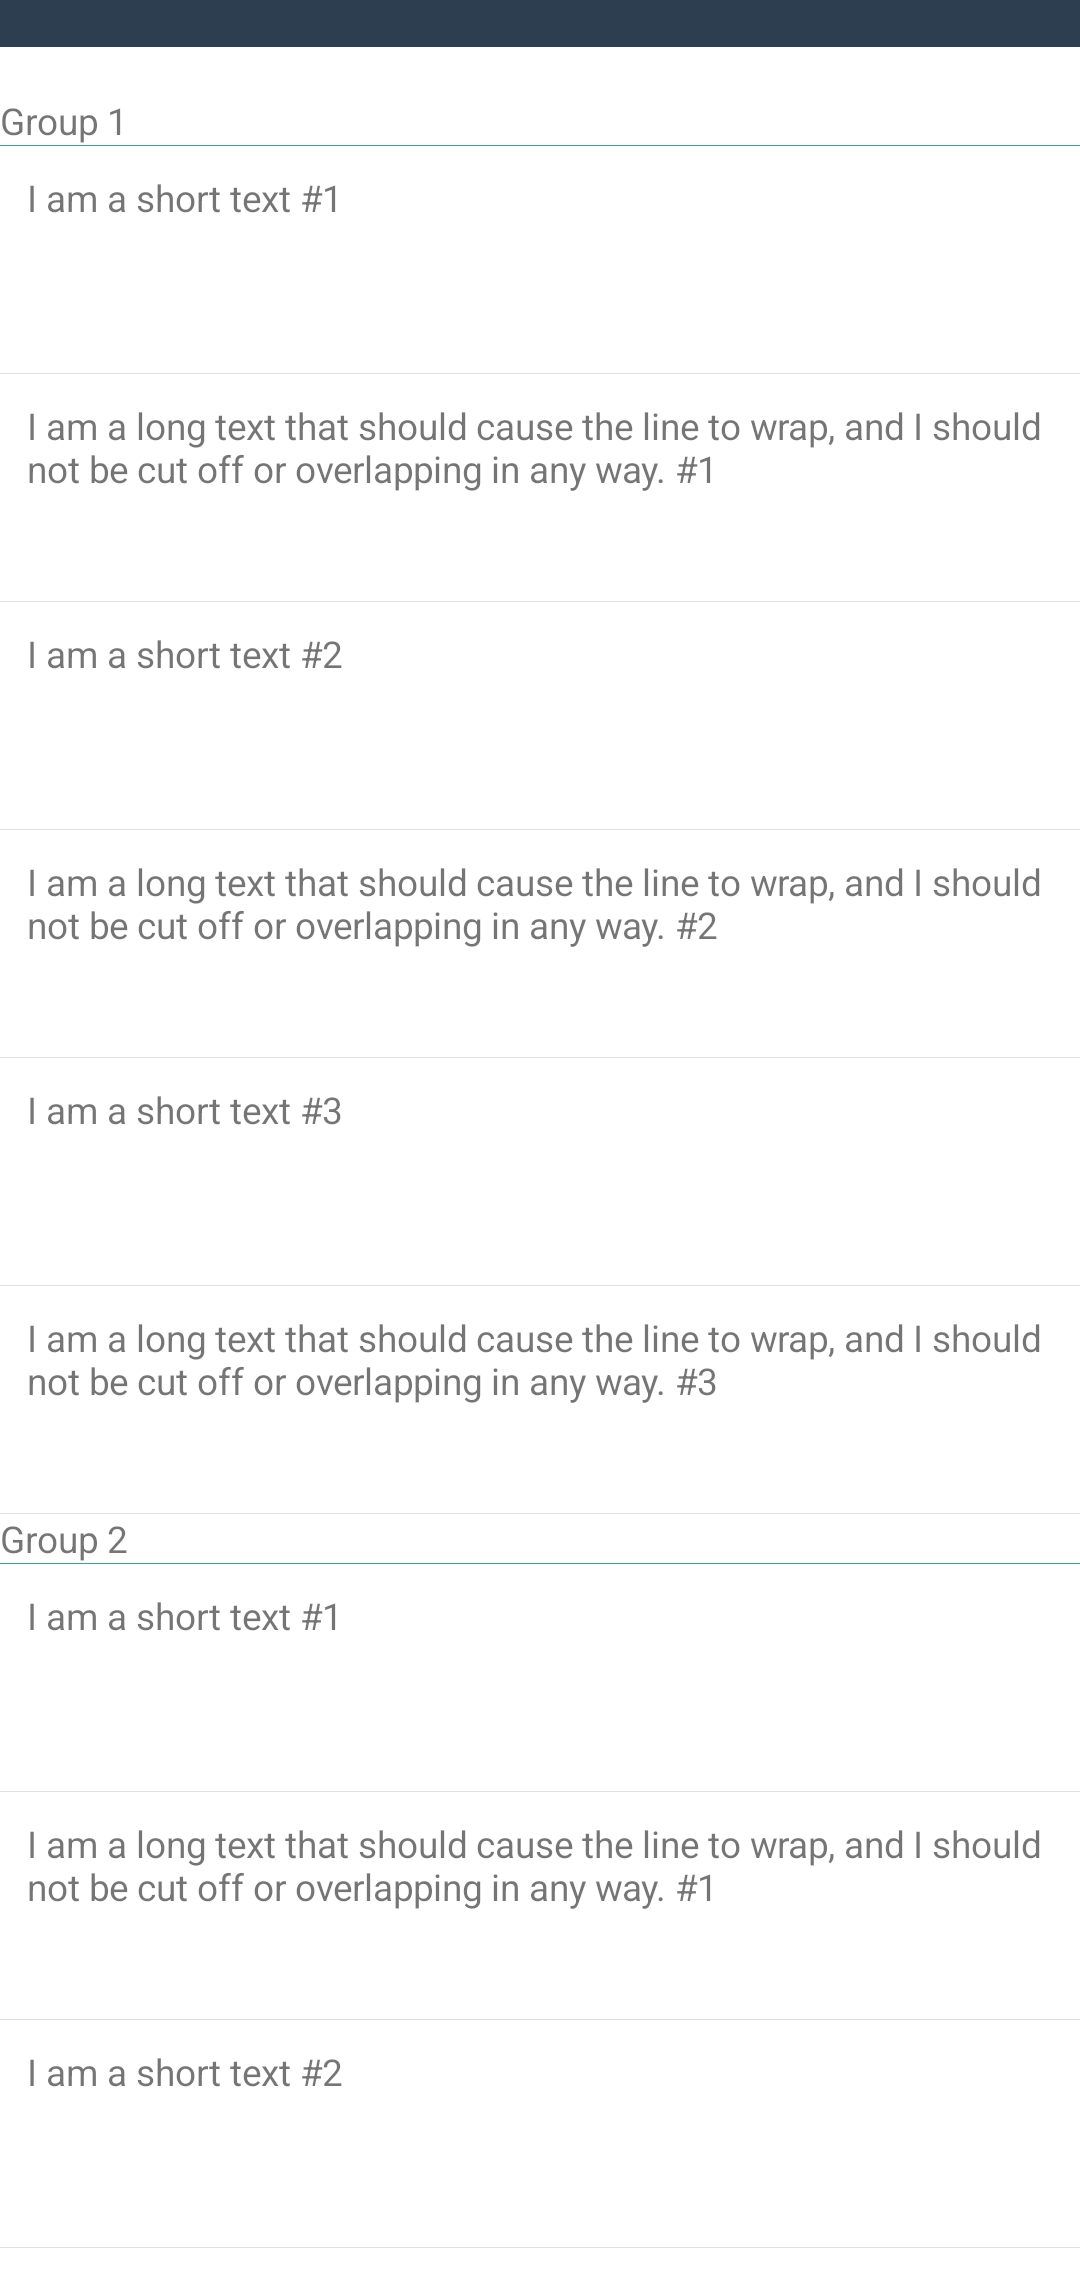 Group 1
I am a short text #1
I am a long text that should cause the line to wrap, and I should
not be cut off or overlapping in any way. #1
I am a short text #2
I am a long text that should cause the line to wrap, and I should
not be cut off or overlapping in any way. #2
I am a short text #3
I am a long text that should cause the line to wrap, and I should
not be cut off or overlapping in any way. #3
Group 2
I am a short text #1
I am a long text that should cause the line to wrap, and I should
not be cut off or overlapping in any way. #1
I am a short text #2